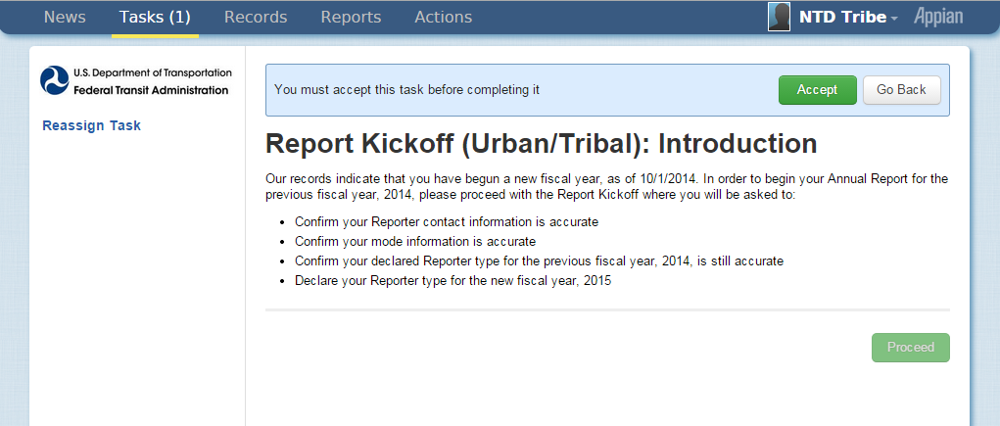 News Tasks (1) Records Reports Actions NTD Tribe Appian
U.S. Department of Transportation
Federal Transit Administration
Reassign Task
You must accept this task before completing it Accept Go Back
Report Kickoff (Urban/Tribal): Introduction
Our records indicate that you have begun a new fiscal year, as of 10/1/2014. In order to begin your Annual Report for the
previous fiscal year, 2014, please proceed with the Report Kickoff where you will be asked to:
• Confirm your Reporter contact information is accurate
• Confirm your mode information is accurate
• Confirm your declared Reporter type for the previous fiscal year, 2014, is still accurate
• Declare your Reporter type for the new fiscal year, 2015
Proceed